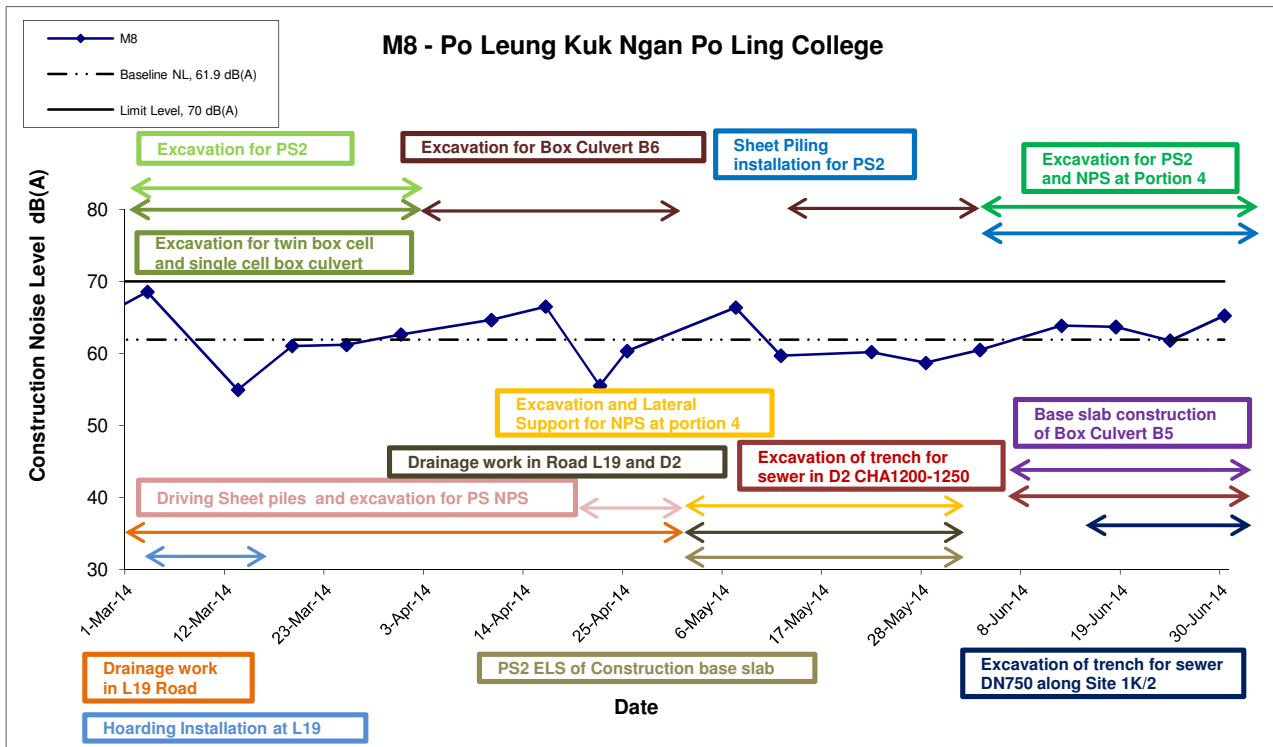 M8 - Po Leung Kuk Ngan Po Ling College
M8
Baseline NL, 61.9 dB(A)
Limit Level, 70 dB(A)
Excavation for PS2
Excavation for Box Culvert B6
Sheet Piling
installation for PS2
Excavation for PS2
and NPS at Portion 4
Excavation for twin box cell
and single cell box culvert
Construction Noise Level dB(A)
80
70
60
50
40
30
Excavation and Lateral
Support for NPS at portion 4
Base slab construction
of Box Culvert B5
Drainage work in Road L19 and D2
Excavation of trench for
sewer in D2 CHA1200-1250
Driving Sheet piles and excavation for PS NPS
1-Mar-14
12-Mar-14
23-Mar-14
3-Apr-14
14-Apr-14
25-Apr-14
6-May-14
17-May-14
28-May-14
8-Jun-14
19-Jun-14
30-Jun-14
Drainage work
in L19 Road
PS2 ELS of Construction base slab
Excavation of trench for sewer
DN750 along Site 1K/2
Date
Hoarding Installation at L19